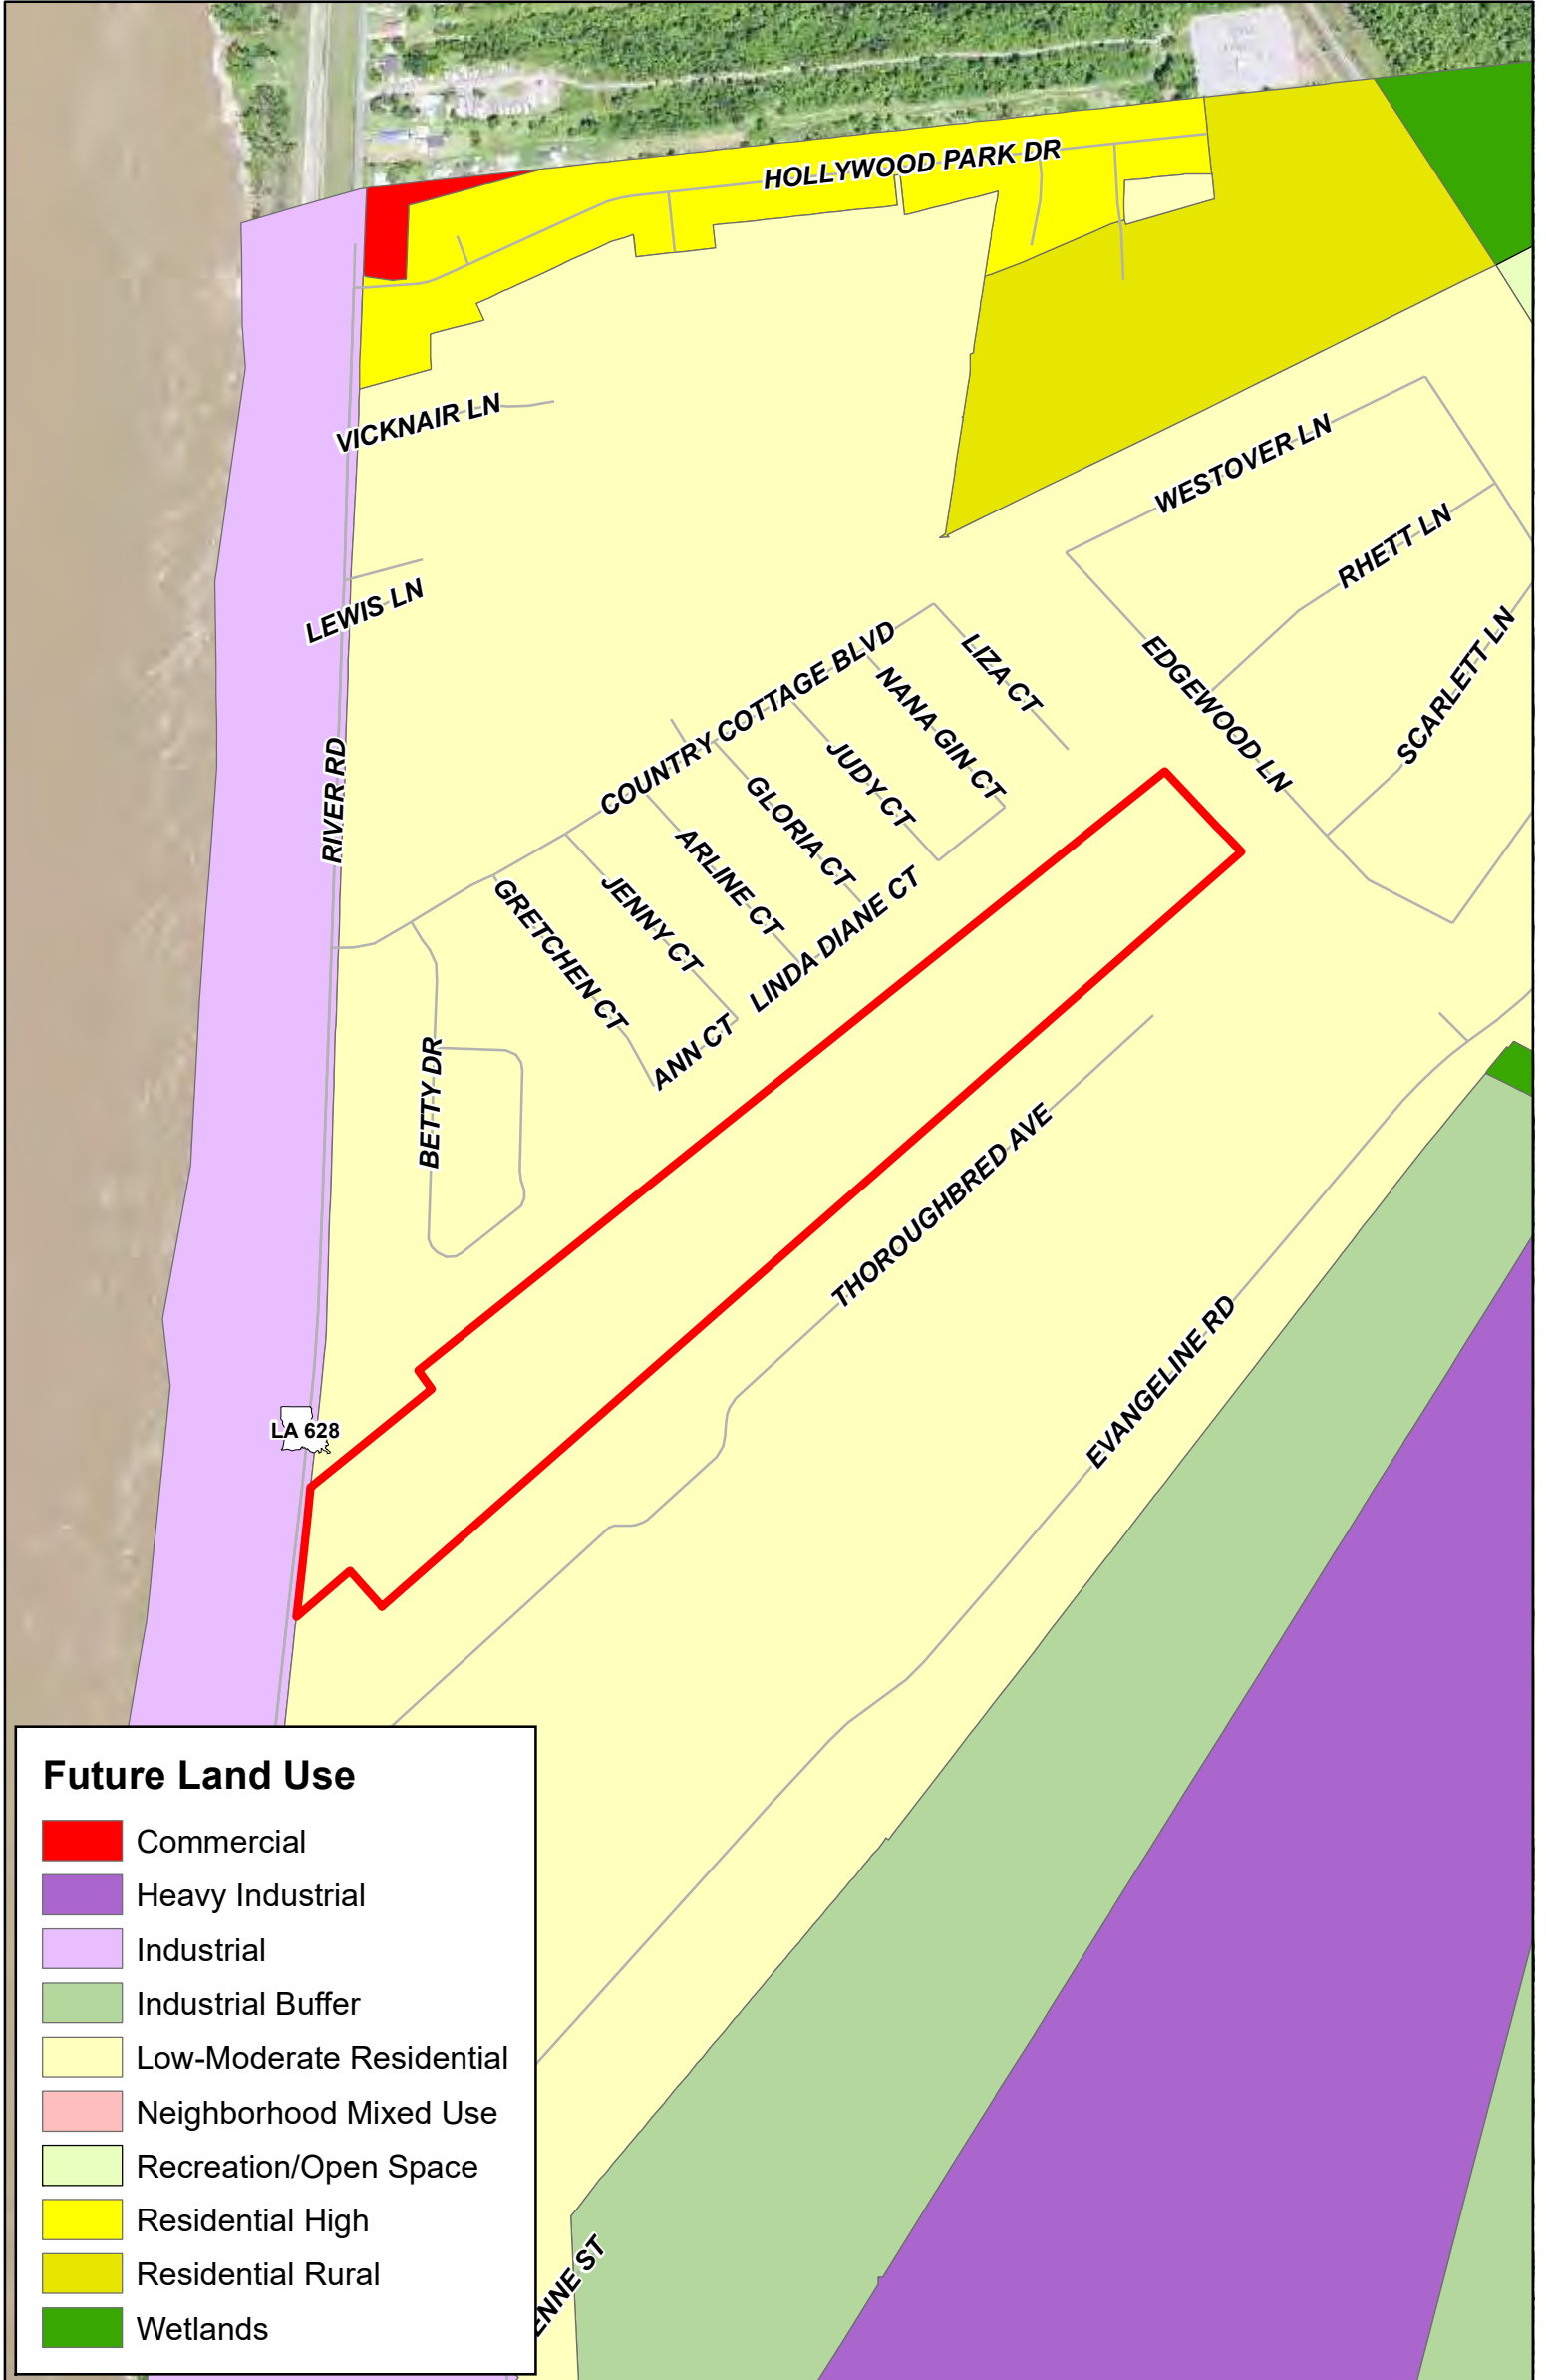 HOLLYWOOD PARK DR
VICKNAIR LN
WESTOVER LN
RHETT LN
LEWIS LN
SCARLETT LN
EDGEWOOD LN
LIZA CT
COUNTRY COTTAGE BLVD
NANA GIN CT
RIVER RD
JUDY CT
GLORIA CT
ARLINE CT
JENNY CT
GRETCHEN CT
LINDA DIANE CT
ANN CT
BETTY DR
THOROUGHBRED AVE
EVANGELINE RD
LA 628
Future Land Use
Commercial
Heavy Industrial
Industrial
Industrial Buffer
Low-Moderate Residential
Neighborhood Mixed Use
Recreation/Open Space
Residential High
Residential Rural
Wetlands
ST